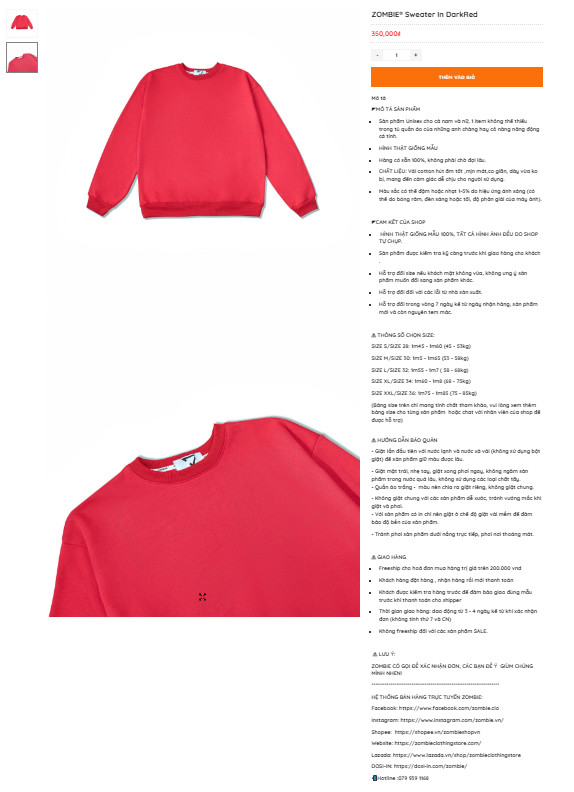 ZOMBIE® Sweater In DarkRed
350,000₫
- 1 +
THÊM VÀO GIỎ
Mô tả
◤MÔ TẢ SẢN PHẨM
Sản phẩm Unisex cho cả nam và nữ, 1 item không thể thiếu
trong tủ quần áo của những anh chàng hay cô nàng năng động
cá tính.
HÌNH THẬT GIỐNG MẪU
Hàng có sẵn 100%, không phải chờ đợi lâu.
CHẤT LIỆU: Vải cotton hút ẩm tốt ,mịn mát,co giãn, dày vừa ko
bí, mang đến cảm giác dễ chịu cho người sử dụng.
Màu sắc có thể đậm hoặc nhạt 1-5% do hiệu ứng ánh sáng (có
thể do bóng râm, đèn sáng hoặc tối, độ phân giải của máy ảnh).
◤CAM KẾT CỦA SHOP
HÌNH THẬT GIỐNG MẪU 100%, TẤT CẢ HÌNH ẢNH ĐỀU DO SHOP
TỰ CHỤP.
Sản phẩm được kiểm tra kỹ càng trước khi giao hàng cho khách
.
Hỗ trợ đổi size nếu khách mặt không vừa, không ưng ý sản
phẩm muốn đổi sang sản phẩm khác.
Hỗ trợ đổi đối với các lỗi từ nhà sản xuất.
Hỗ trợ đổi trong vòng 7 ngày kể từ ngày nhận hàng, sản phẩm
mới và còn nguyên tem mác.
⚠ THÔNG SỐ CHỌN SIZE:
SIZE S/SIZE 28: 1m45 - 1m60 (45 - 53kg)
SIZE M/SIZE 30: 1m5 - 1m65 (53 - 58kg)
SIZE L/SIZE 32: 1m55 - 1m7 ( 58 - 68kg)
SIZE XL/SIZE 34: 1m60 - 1m8 (68 - 75kg)
SIZE XXL/SIZE 36: 1m75 - 1m85 (75 - 85kg)
(Bảng size trên chỉ mang tính chất tham khảo, vui lòng xem thêm
bảng size cho từng sản phẩm hoặc chat với nhân viên của shop để
được hỗ trợ)
⚠ HƯỚNG DẪN BẢO QUẢN
- Giặt lần đầu tiên với nước lạnh và nước xả vải (không sử dụng bột
giặt) để sản phẩm giữ màu được lâu.
- Giặt mặt trái, nhẹ tay, giặt xong phơi ngay, không ngâm sản
phẩm trong nước quá lâu, không sử dụng các loại chất tẩy.
- Quần áo trắng - màu nên chia ra giặt riêng, không giặt chung.
- Không giặt chung với các sản phẩm dễ xước, tránh vướng mắc khi
giặt và phơi.
- Với sản phẩm có in chỉ nên giặt ở chế độ giặt vải mềm để đảm
bảo độ bền của sản phẩm.
- Tránh phơi sản phẩm dưới nắng trực tiếp, phơi nơi thoáng mát.
⚠ GIAO HÀNG
Freeship cho hoá đơn mua hàng trị giá trên 200.000 vnd
Khách hàng đặt hàng , nhận hàng rồi mới thanh toán
Khách được kiểm tra hàng trước để đảm bảo giao đúng mẫu
trước khi thanh toán cho shipper
Thời gian giao hàng: dao động từ 3 - 4 ngày kể từ khi xác nhận
đơn (không tính thứ 7 và CN)
Không freeship đối với các sản phẩm SALE.
⚠ LƯU Ý:
ZOMBIE CÓ GỌI ĐỂ XÁC NHẬN ĐƠN, CÁC BẠN ĐỂ Ý GIÙM CHÚNG
MÌNH NHEN!
HỆ THỐNG BÁN HÀNG TRỰC TUYẾN ZOMBIE:
Facebook: https://www.facebook.com/zombie.clo
Instagram: https://www.instagram.com/zombie.vn/
Shopee: https://shopee.vn/zombieshopvn
Website: https://zombieclothingstore.com/
Lazada: https://www.lazada.vn/shop/zombieclothingstore
DOSI-IN: https://dosi-in.com/zombie/
Hotline :079 939 1168